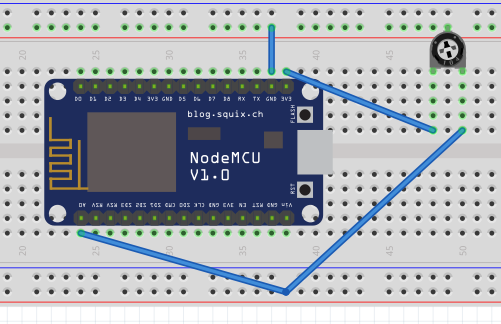 20 25 30 35 40 45 50
D0 D1 D2 D3 D4 3V3 GND D5 D6 D7 D8 RX TX GND 3V3
FLASH
blog.squix.ch
NodeMCU
V1.0
RST
A0 RSV RSV SD3 SD2 SD1 CMD SD0 CLK GND 3V3 EN RST GND Vin
20 25 30 35 40 45 50